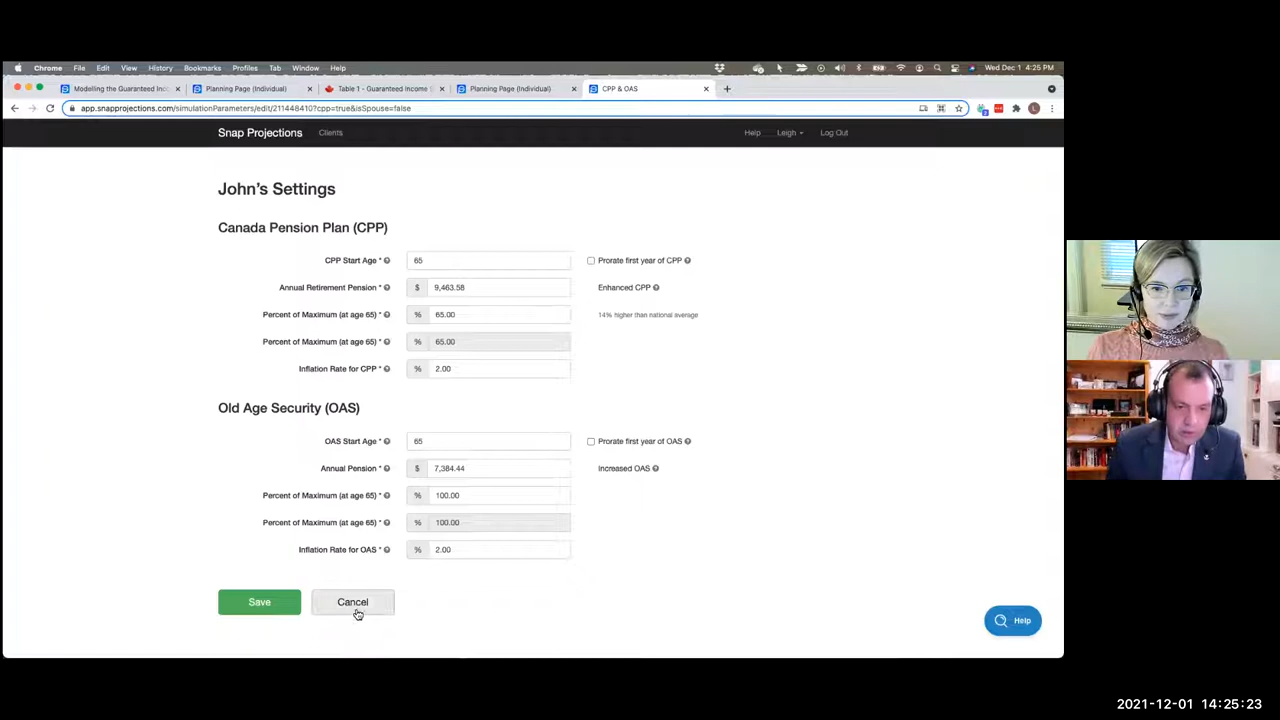 Chrome File Edit View History Bookmarks Profiles Tab Window Help Wed Dec 1 4:25 PM
Modelling the Guaranteed Inc Planning Page (Individual) Table 1 - Guaranteed Income S Planning Page (Individual) CPP & OAS
app.snapprojections.com/simulationParameters/edit/211448410?cpp=true&isSpouse=false
Snap Projections Clients Help Leigh Log Out
John's Settings
Canada Pension Plan (CPP)
CPP Start Age * 65 Prorate first year of CPP
Annual Retirement Pension * $ 9,463.58 Enhanced CPP
Percent of Maximum (at age 65) * % 65.00 14% higher than national average
Percent of Maximum (at age 65) * % 65.00
Inflation Rate for CPP * % 2.00
Old Age Security (OAS)
OAS Start Age * 65 Prorate first year of OAS
Annual Pension * $ 7,384.44 Increased OAS
Percent of Maximum (at age 65) * % 100.00
Percent of Maximum (at age 65) * % 100.00
Inflation Rate for OAS * % 2.00
Save Cancel
Help
2021-12-01 14:25:23